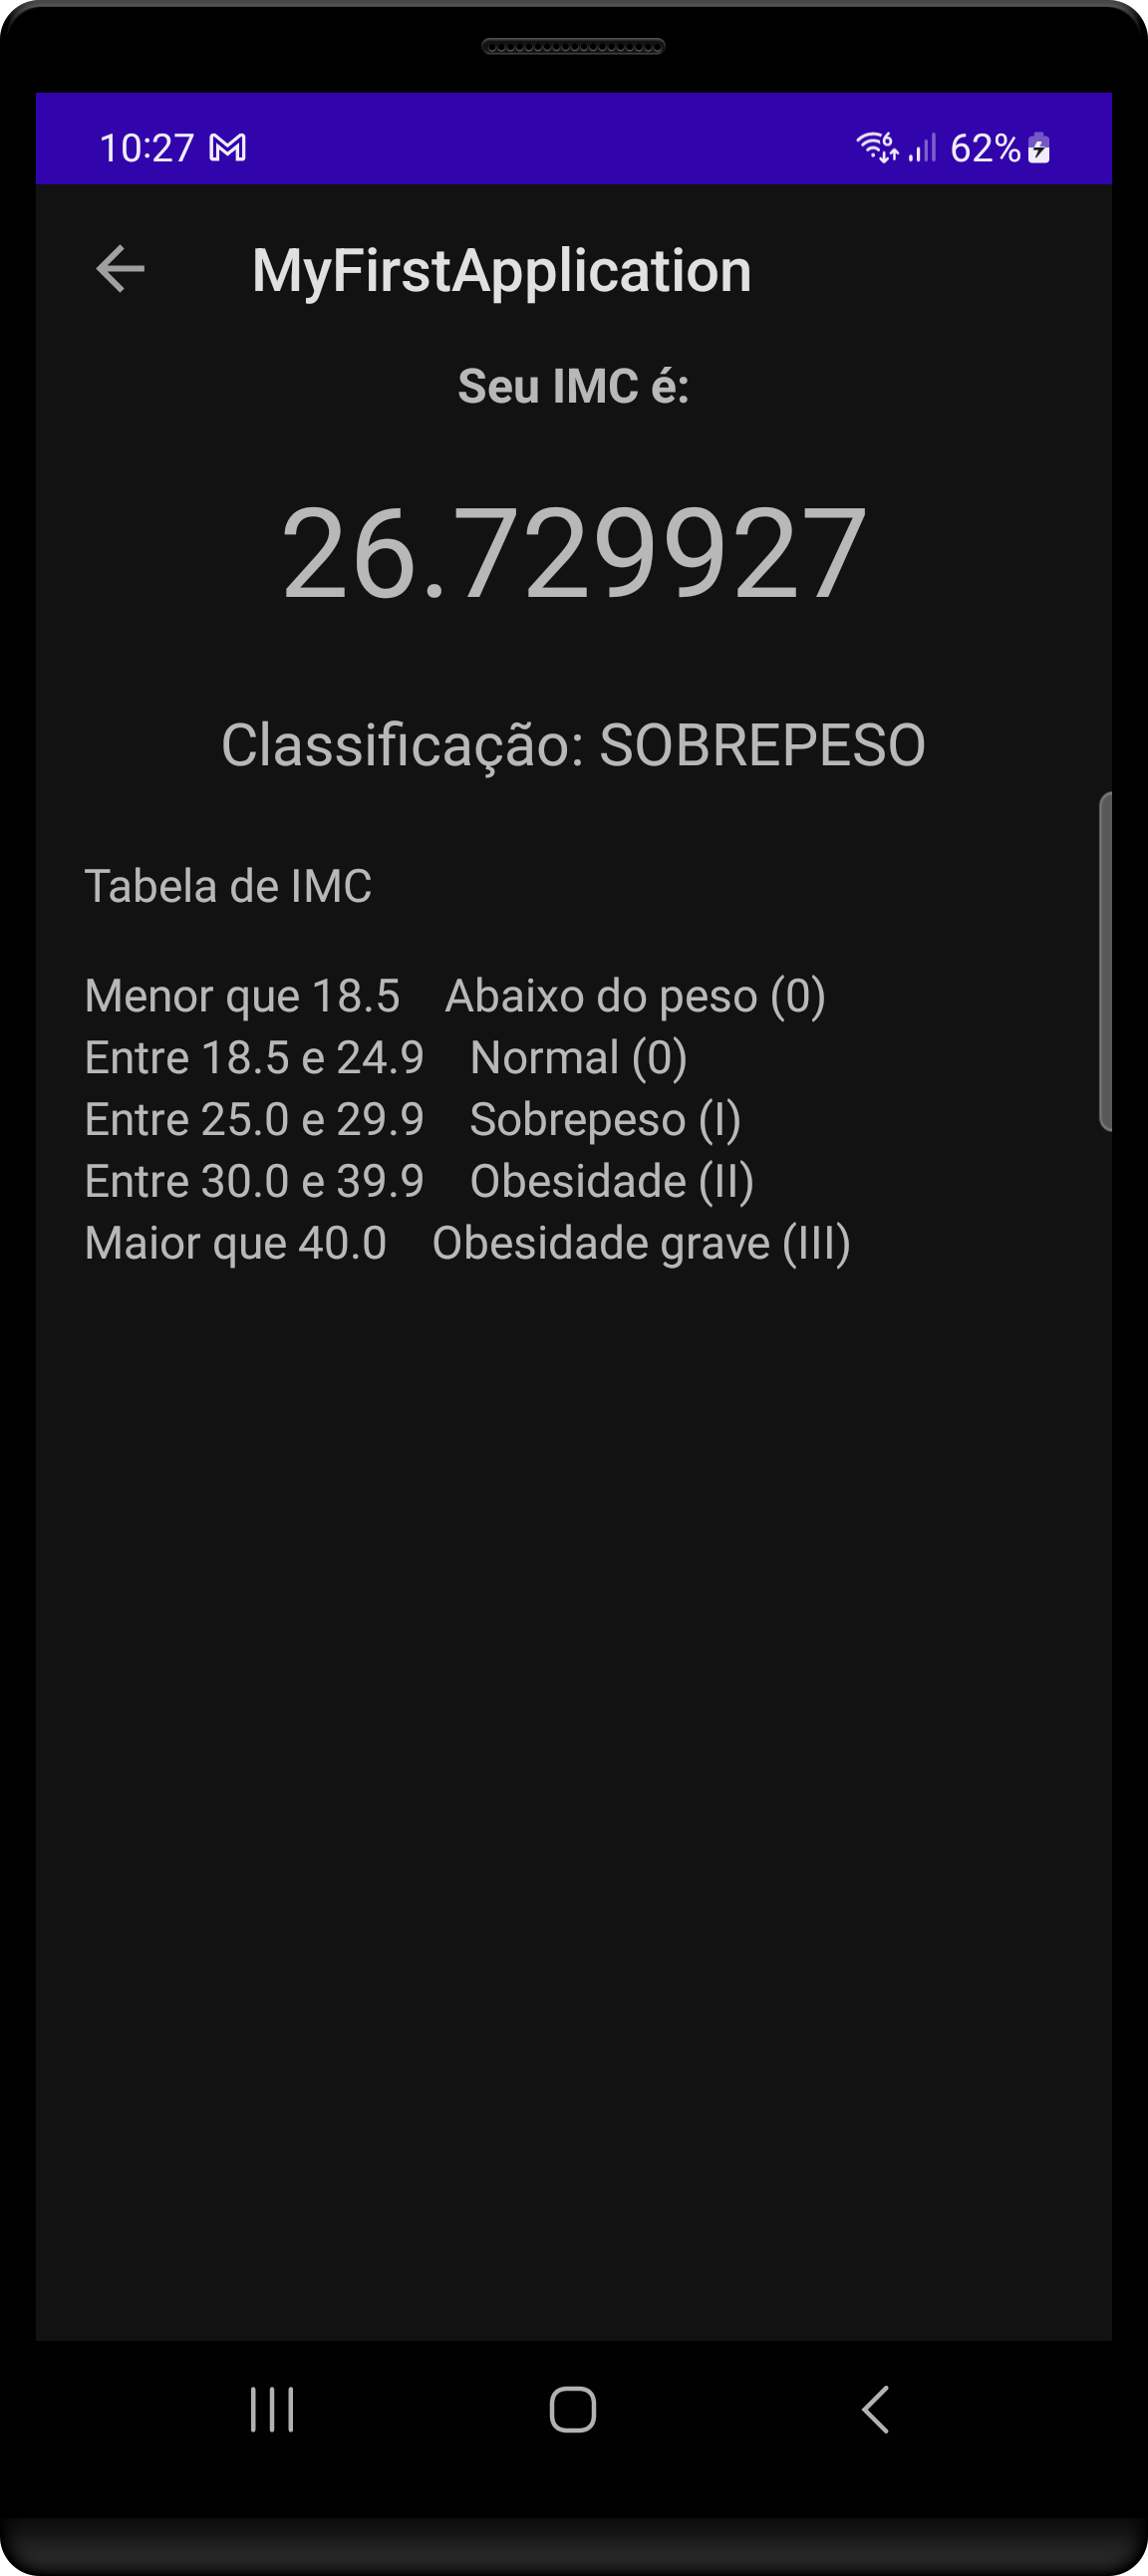 10:27 62%
MyFirstApplication
Seu IMC é:
26.729927
Classificação: SOBREPESO
Tabela de IMC
Menor que 18.5 Abaixo do peso (0)
Entre 18.5 e 24.9 Normal (0)
Entre 25.0 e 29.9 Sobrepeso (I)
Entre 30.0 e 39.9 Obesidade (II)
Maior que 40.0 Obesidade grave (III)